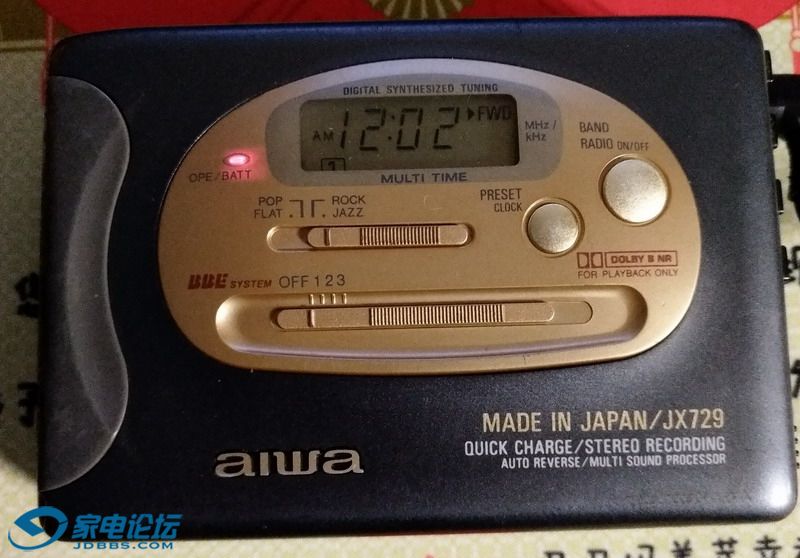 DIGITAL SYNTHESIZED TUNING
AM 12:02 FWD
MHz/
kHz
1
MULTI TIME
OPE/BATT
BAND
RADIO ON/OFF
POP ROCK
FLAT JAZZ
PRESET
CLOCK
DOLBY B NR
FOR PLAYBACK ONLY
BBE SYSTEM OFF 1 2 3
MADE IN JAPAN/JX729
QUICK CHARGE/STEREO RECORDING
AUTO REVERSE/MULTI SOUND PROCESSOR
aiwa
家电论坛
JDBBS.COM